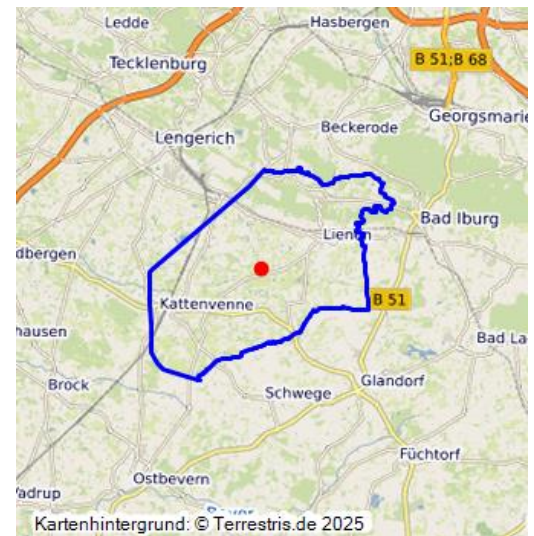 Ledde
Hasbergen
Tecklenburg
B 51;B 68
Georgsmarie
Beckerode
Lengerich
Bad Iburg
Lienen
dbergen
B 51
Kattenvenne
hausen
Bad La
Brock
Glandorf
Schwege
Füchtorf
Ostbevern
Vadrup
Kartenhintergrund: © Terrestris.de 2025